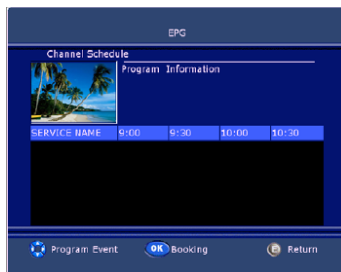 EPG
Channel Schedule
Program Information
SERVICE NAME 9:00 9:30 10:00 10:30
Program Event OK Booking Return